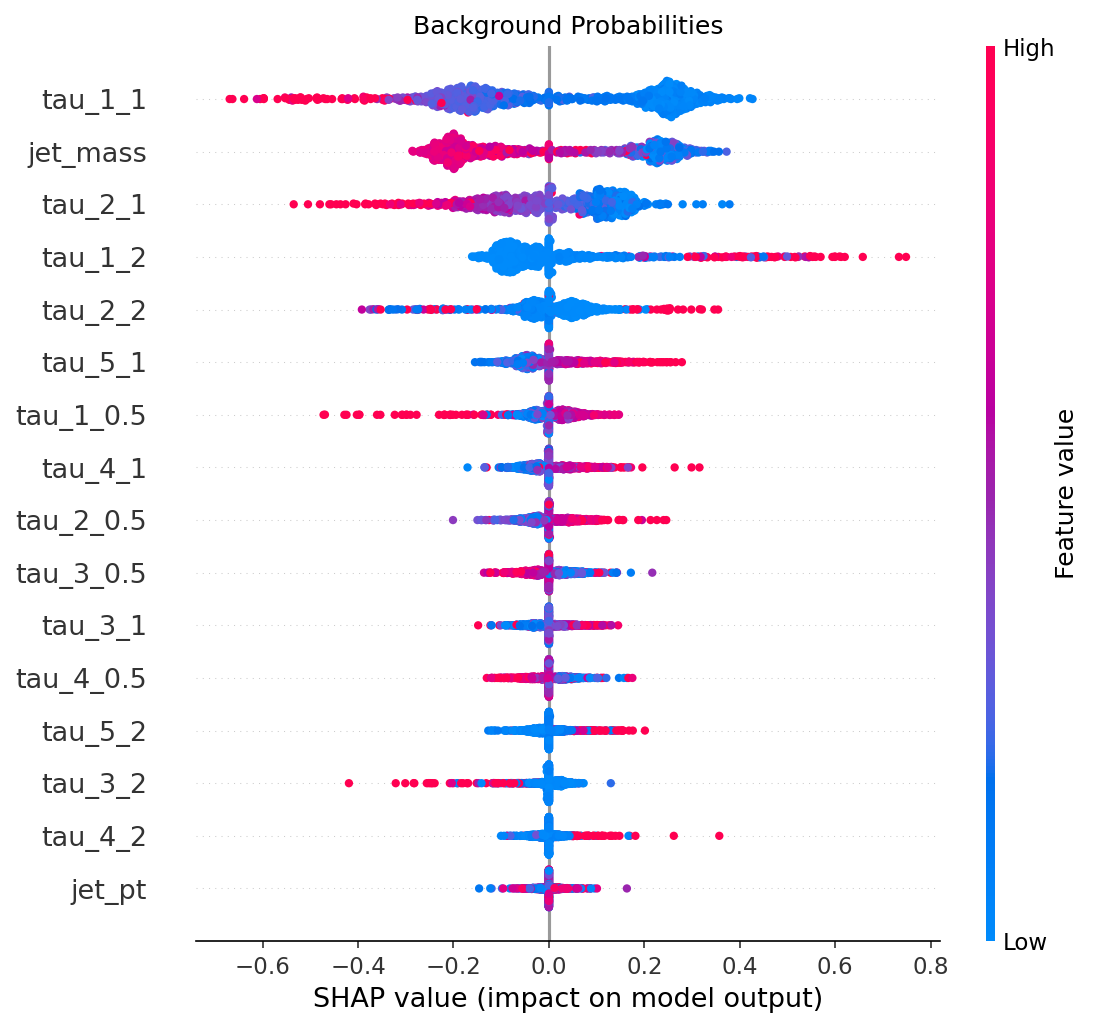 Background Probabilities
High
tau_1_1
jet_mass
tau_2_1
tau_1_2
tau_2_2
tau_5_1
tau_1_0.5
tau_4_1
tau_2_0.5
tau_3_0.5
tau_3_1
tau_4_0.5
tau_5_2
tau_3_2
tau_4_2
jet_pt
Feature value
Low
−0.6 −0.4 −0.2 0.0 0.2 0.4 0.6 0.8
SHAP value (impact on model output)